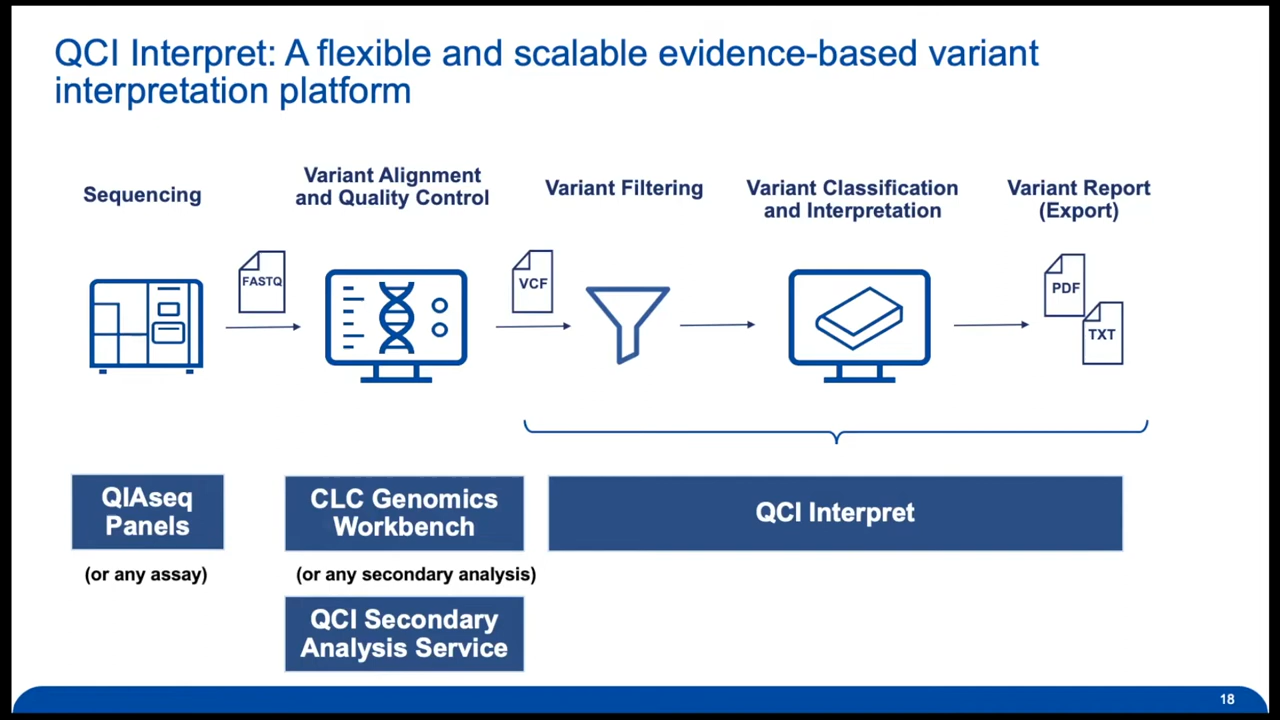 QCI Interpret: A flexible and scalable evidence-based variant
interpretation platform
Sequencing
Variant Alignment
and Quality Control
Variant Filtering
Variant Classification
and Interpretation
Variant Report
(Export)
FASTQ
VCF
PDF
TXT
QIAseq
Panels
(or any assay)
CLC Genomics
Workbench
(or any secondary analysis)
QCI Secondary
Analysis Service
QCI Interpret
18